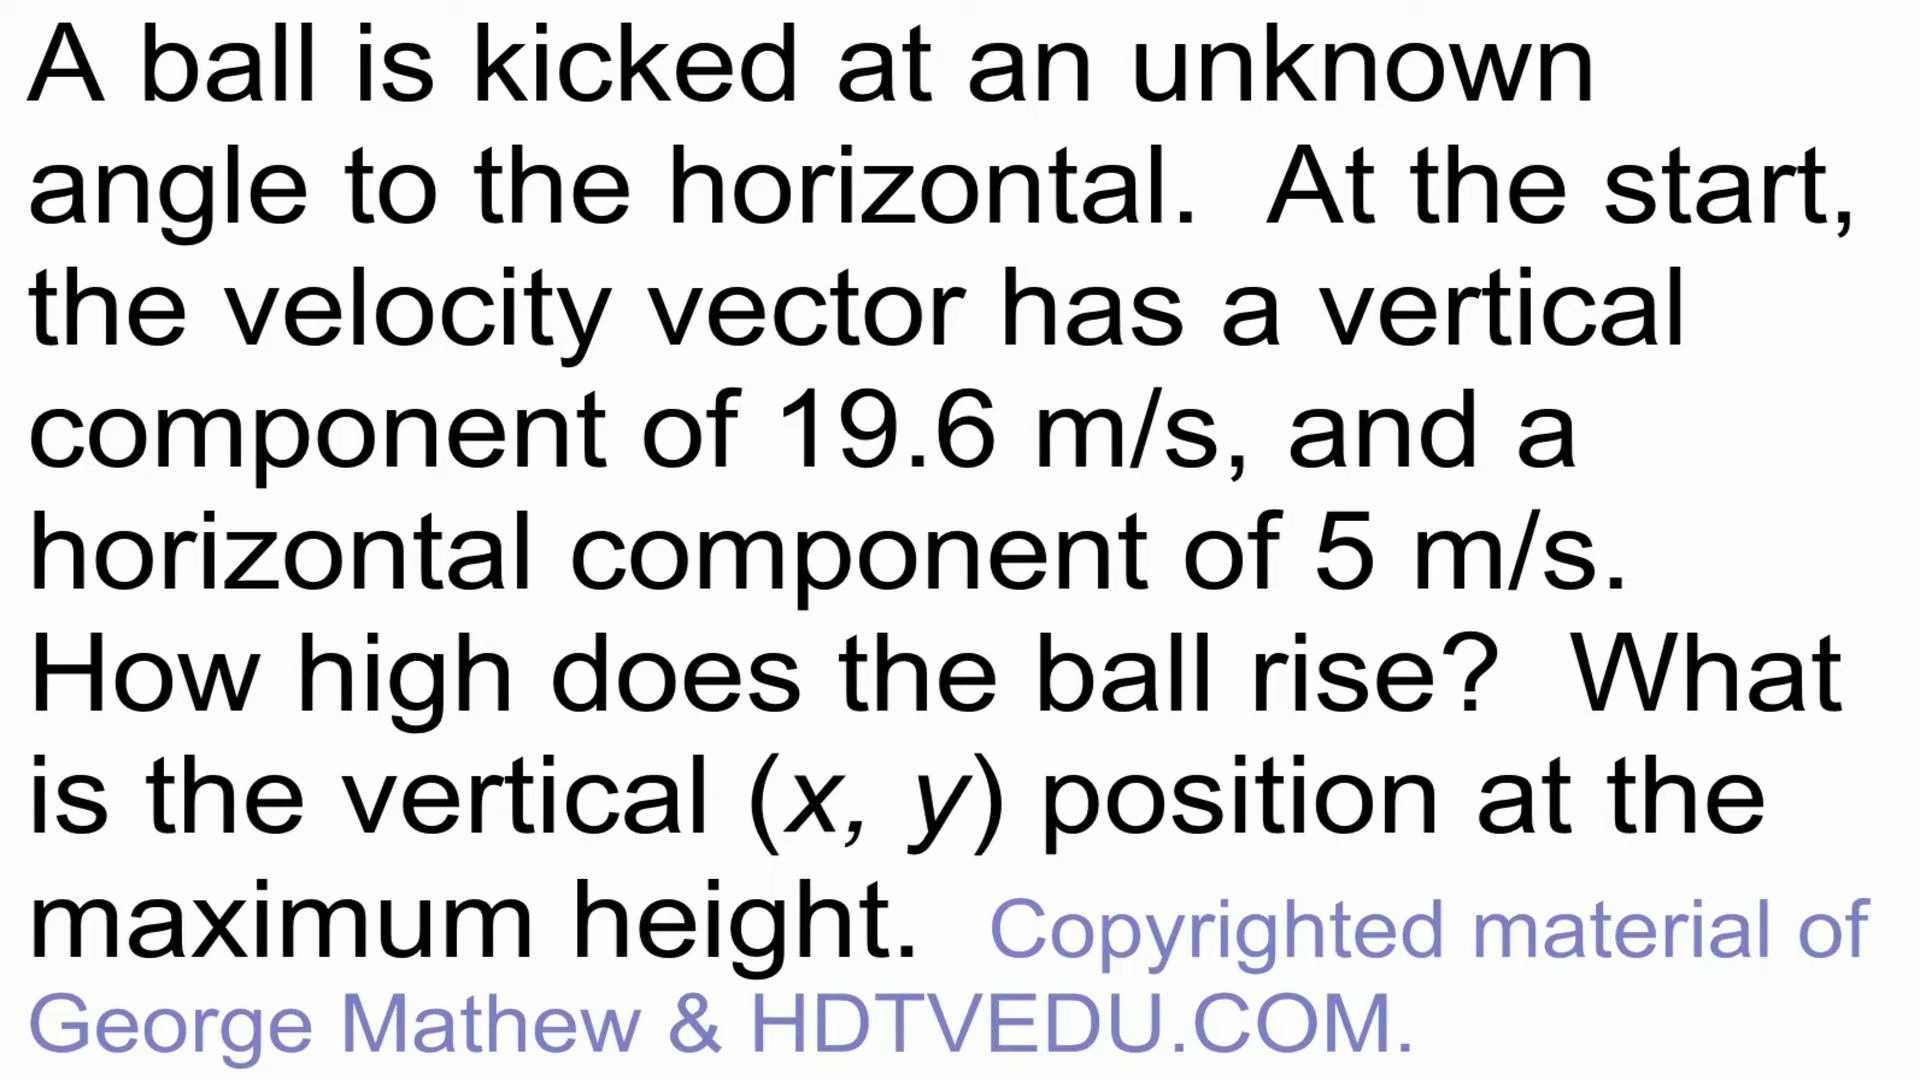 A ball is kicked at an unknown
angle to the horizontal. At the start,
the velocity vector has a vertical
component of 19.6 m/s, and a
horizontal component of 5 m/s.
How high does the ball rise? What
is the vertical (x, y) position at the
maximum height. Copyrighted material of
George Mathew & HDTVEDU.COM.